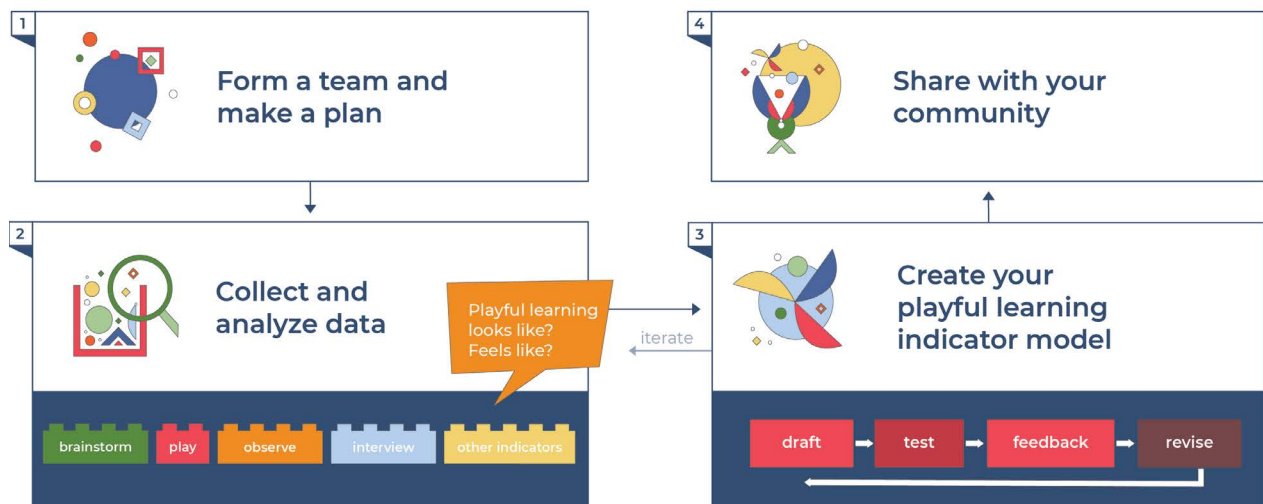 1
Form a team and
make a plan
2
Collect and
analyze data
Playful learning
looks like?
Feels like?
brainstorm
play
observe
interview
other indicators
iterate
3
Create your
playful learning
indicator model
draft
test
feedback
revise
4
Share with your
community